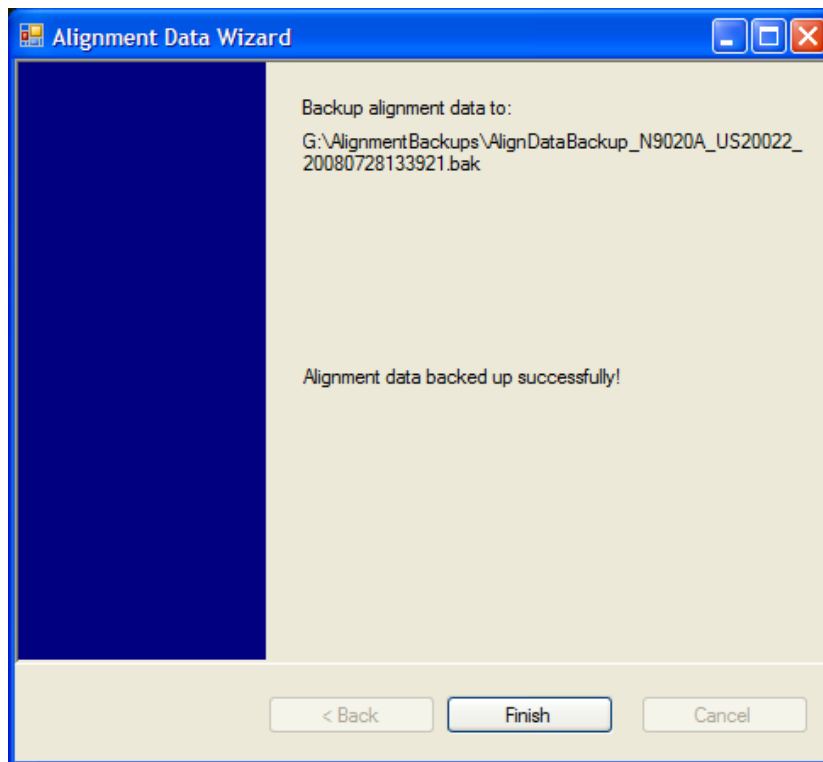 Alignment Data Wizard
Backup alignment data to:
G:\AlignmentBackups\AlignDataBackup_N9020A_US20022_
20080728133921.bak
Alignment data backed up successfully!
< Back
Finish
Cancel